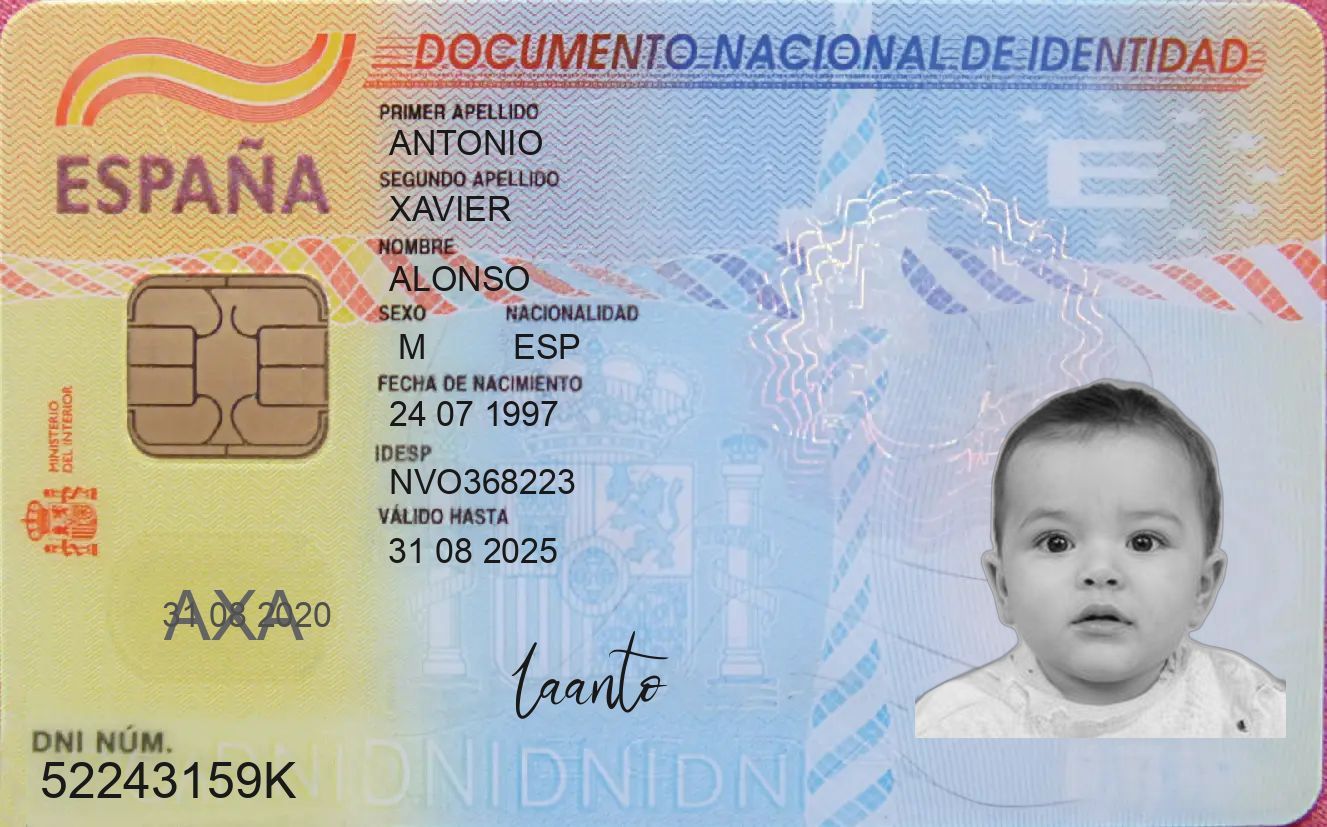 DOCUMENTO NACIONAL DE IDENTIDAD
ESPAÑA
PRIMER APELLIDO
ANTONIO
SEGUNDO APELLIDO
XAVIER
NOMBRE
ALONSO
SEXO NACIONALIDAD
M ESP
FECHA DE NACIMIENTO
24 07 1997
IDESP
NVO368223
VÁLIDO HASTA
31 08 2025
MINISTERIO
DEL INTERIOR
E
AXA
31 08 2020
laanto
DNI NÚM.
52243159K
DNIDNIDNIDNI